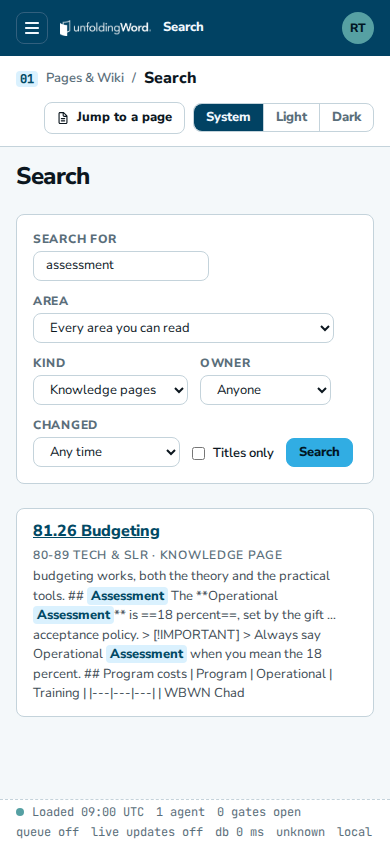 unfoldingWord. Search RT
01 Pages & Wiki / Search
Jump to a page System Light Dark
Search
SEARCH FOR
assessment
AREA
Every area you can read
KIND OWNER
Knowledge pages Anyone
CHANGED
Any time Titles only Search
81.26 Budgeting
80-89 TECH & SLR · KNOWLEDGE PAGE
budgeting works, both the theory and the practical
tools. ## Assessment The **Operational
Assessment** is ==18 percent==, set by the gift ...
acceptance policy. > [!IMPORTANT] > Always say
Operational Assessment when you mean the 18
percent. ## Program costs | Program | Operational |
Training | |---|---|---| | WBWN Chad
Loaded 09:00 UTC 1 agent 0 gates open
queue off live updates off db 0 ms unknown local